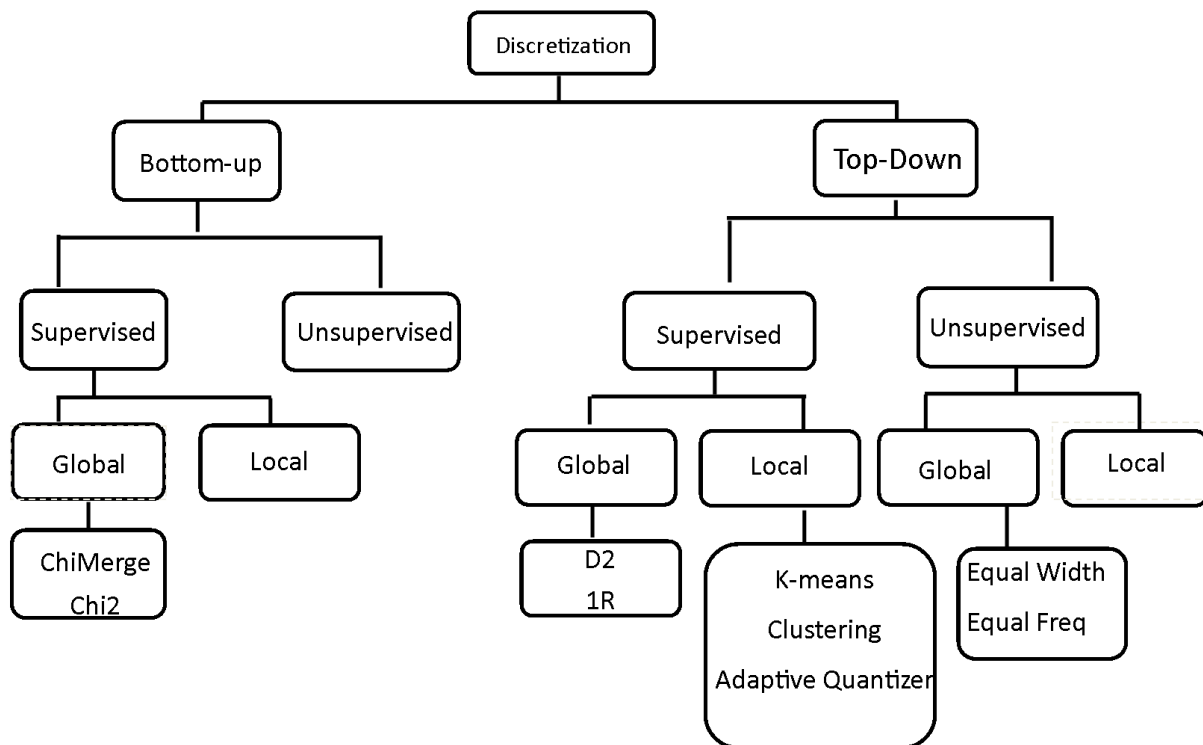 Discretization
Bottom-up
Top-Down
Supervised
Unsupervised
Supervised
Unsupervised
Global
Local
Global
Local
Global
Local
ChiMerge
Chi2
D2
1R
K-means
Clustering
Adaptive Quantizer
Equal Width
Equal Freq